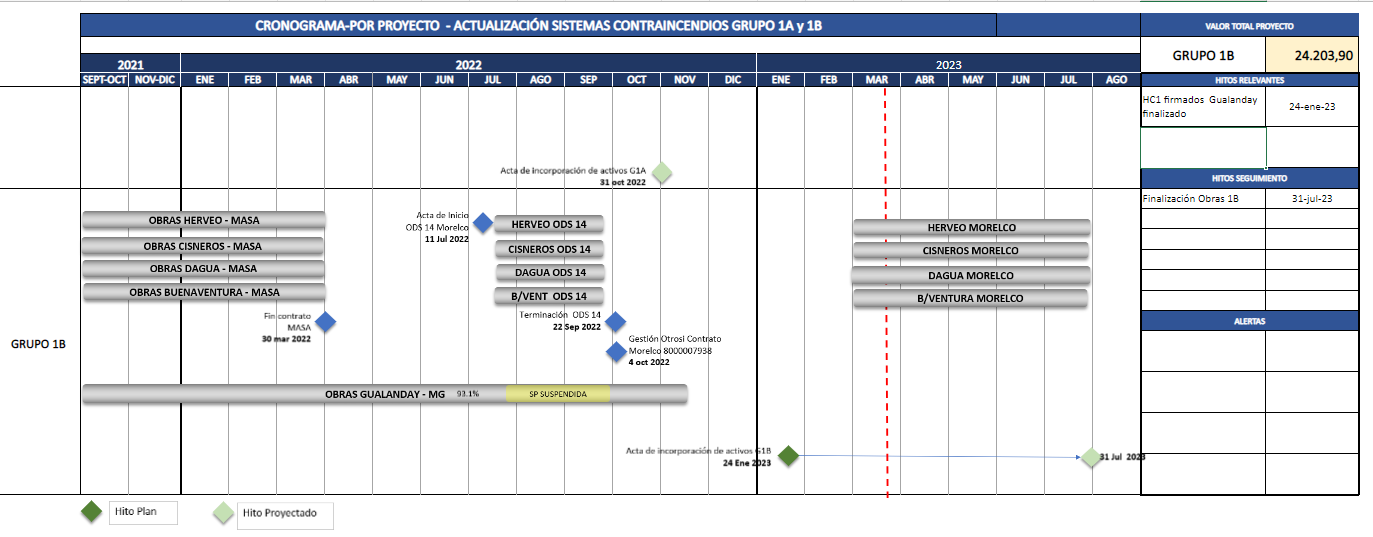 CRONOGRAMA-POR PROYECTO - ACTUALIZACIÓN SISTEMAS CONTRAINCENDIOS GRUPO 1A y 1B
VALOR TOTAL PROYECTO
GRUPO 1B 24.203,90
2021 2022 2023
SEPT-OCT NOV-DIC ENE FEB MAR ABR MAY JUN JUL AGO SEP OCT NOV DIC ENE FEB MAR ABR MAY JUN JUL AGO
HITOS RELEVANTES
HC1 firmados Gualanday
finalizado
24-ene-23
Acta de incorporación de activos G1A
31 oct 2022
HITOS SEGUIMIENTO
Finalización Obras 1B 31-jul-23
GRUPO 1B
OBRAS HERVEO - MASA
OBRAS CISNEROS - MASA
OBRAS DAGUA - MASA
OBRAS BUENAVENTURA - MASA
Fin contrato
MASA
30 mar 2022
Acta de Inicio
ODS 14 Morelco
11 Jul 2022
HERVEO ODS 14
CISNEROS ODS 14
DAGUA ODS 14
B/VENT ODS 14
Terminación ODS 14
22 Sep 2022
Gestión Otrosi Contrato
Morelco 8000007938
4 oct 2022
HERVEO MORELCO
CISNEROS MORELCO
DAGUA MORELCO
B/VENTURA MORELCO
ALERTAS
OBRAS GUALANDAY - MG 93.1% SP SUSPENDIDA
Acta de incorporación de activos G1B
24 Ene 2023
31 Jul 2023
Hito Plan
Hito Proyectado